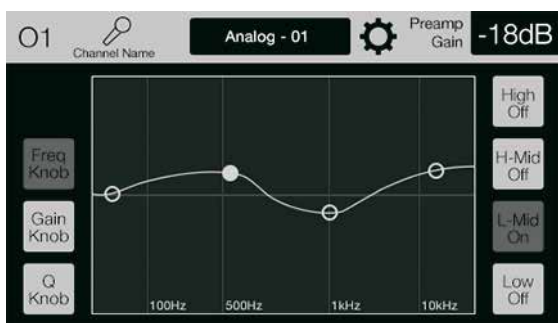 01
Channel Name
Analog - 01
Preamp
Gain
-18dB
Freq
Knob
Gain
Knob
Q
Knob
100Hz
500Hz
1kHz
10kHz
High
Off
H-Mid
Off
L-Mid
On
Low
Off